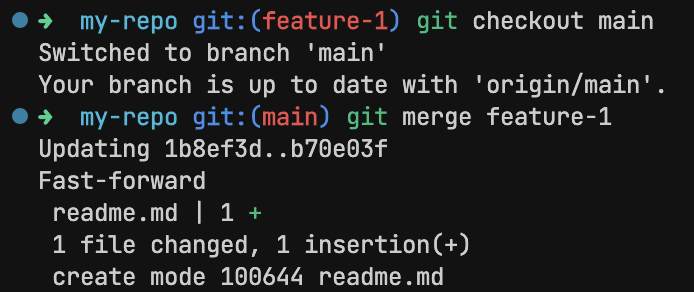 ➜  my-repo git:(feature-1) git checkout main
Switched to branch 'main'
Your branch is up to date with 'origin/main'.
➜  my-repo git:(main) git merge feature-1
Updating 1b8ef3d..b70e03f
Fast-forward
 readme.md | 1 +
 1 file changed, 1 insertion(+)
 create mode 100644 readme.md